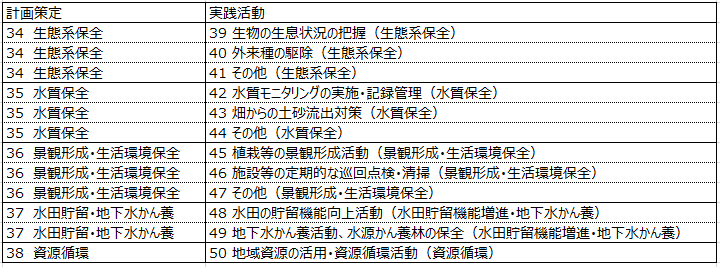 計画策定 実践活動
34 生態系保全 39 生物の生息状況の把握（生態系保全）
34 生態系保全 40 外来種の駆除（生態系保全）
34 生態系保全 41 その他（生態系保全）
35 水質保全 42 水質モニタリングの実施・記録管理（水質保全）
35 水質保全 43 畑からの土砂流出対策（水質保全）
35 水質保全 44 その他（水質保全）
36 景観形成・生活環境保全 45 植栽等の景観形成活動（景観形成・生活環境保全）
36 景観形成・生活環境保全 46 施設等の定期的な巡回点検・清掃（景観形成・生活環境保全）
36 景観形成・生活環境保全 47 その他（景観形成・生活環境保全）
37 水田貯留・地下水かん養 48 水田の貯留機能向上活動（水田貯留機能増進・地下水かん養）
37 水田貯留・地下水かん養 49 地下水かん養活動、水源かん養林の保全（水田貯留機能増進・地下水かん養）
38 資源循環 50 地域資源の活用・資源循環活動（資源循環）